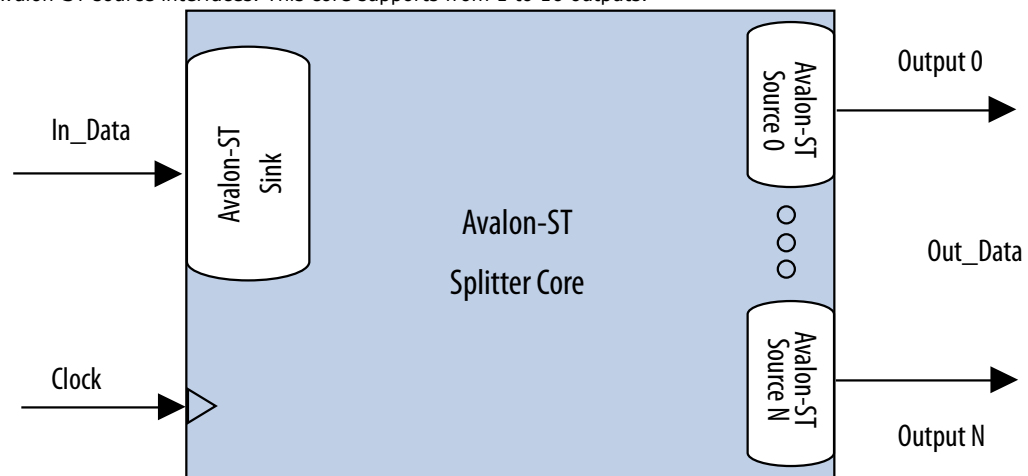 Avalon-ST Source interfaces. This core supports from 1 to 16 outputs.
In_Data
Avalon-ST
Sink
Clock
Avalon-ST
Splitter Core
Avalon-ST
Source 0
Output 0
Out_Data
Avalon-ST
Source N
Output N